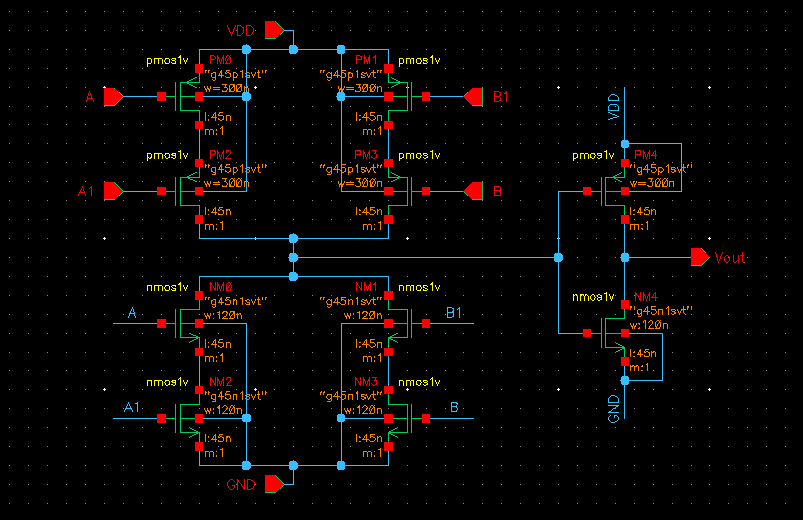 VDD
pmos1v
PM0
"g45p1svt"
w=300n
l:45n
m:1
PM1
pmos1v
"g45p1svt"
w=300n
l:45n
m:1
A
B1
pmos1v
PM2
"g45p1svt"
w=300n
l:45n
m:1
PM3
pmos1v
"g45p1svt"
w=300n
l:45n
m:1
A1
B
VDD
pmos1v
PM4
"g45p1svt"
w=300n
l:45n
m:1
Vout
nmos1v
NM0
"g45n1svt"
w:120n
l:45n
m:1
NM1
nmos1v
"g45n1svt"
w:120n
l:45n
m:1
A
B1
nmos1v
NM4
"g45n1svt"
w:120n
l:45n
m:1
nmos1v
NM2
"g45n1svt"
w:120n
l:45n
m:1
NM3
nmos1v
"g45n1svt"
w:120n
l:45n
m:1
A1
B
GND
GND